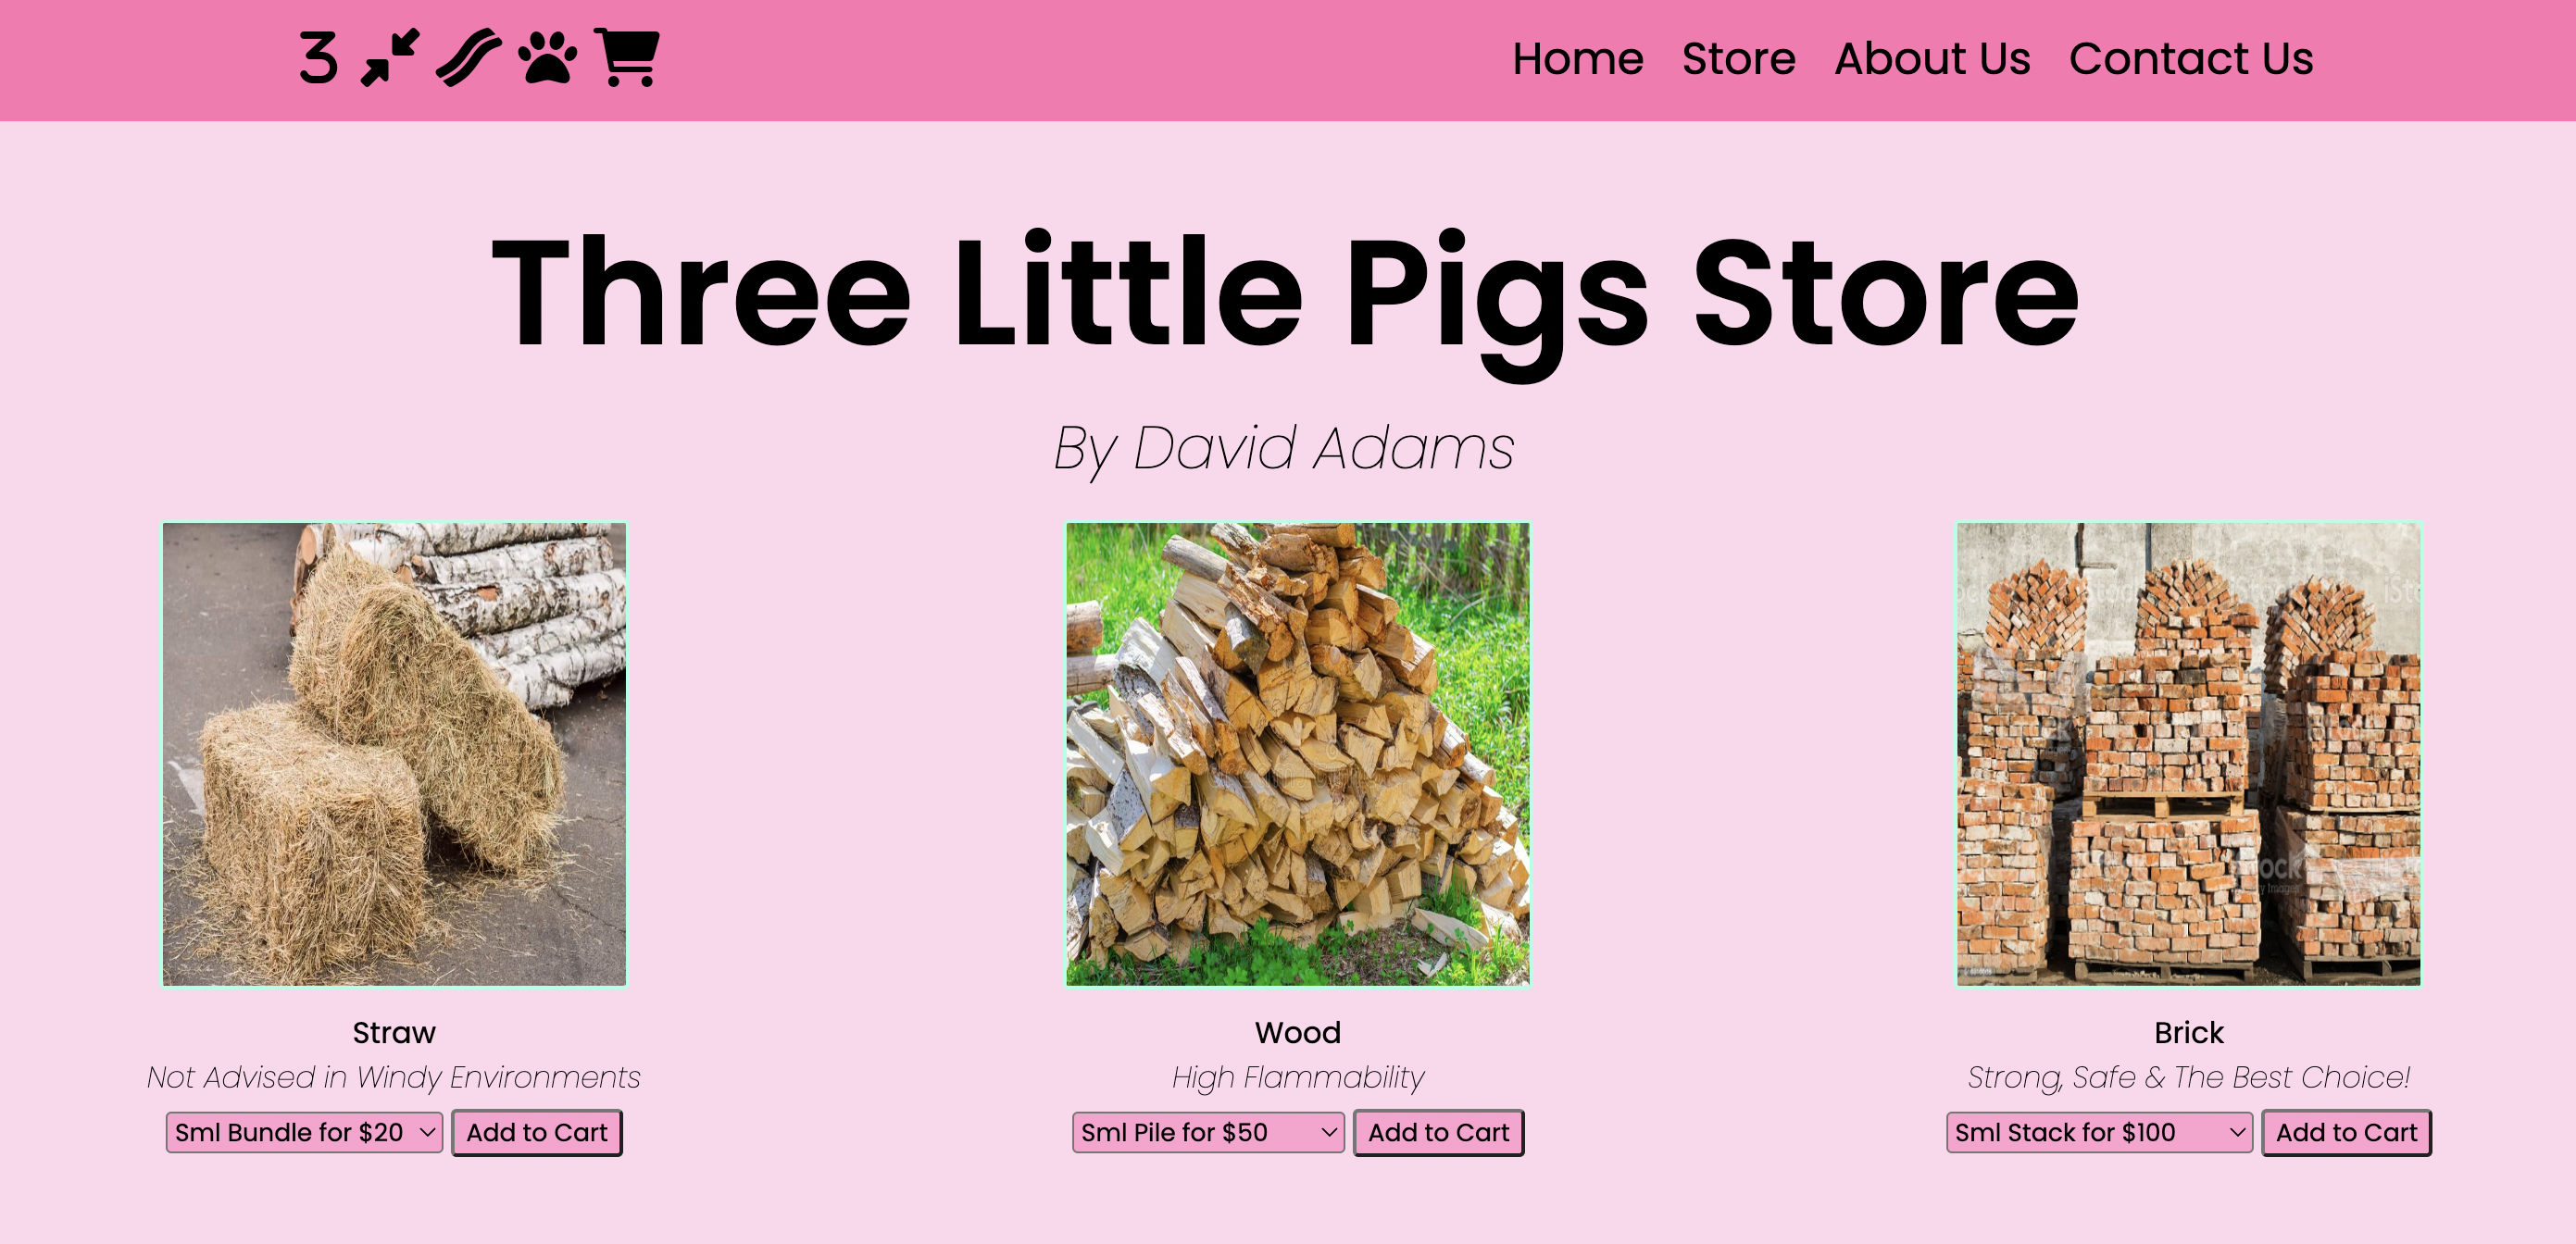 3
Home Store About Us Contact Us
Three Little Pigs Store
By David Adams
Straw
Not Advised in Windy Environments
Sml Bundle for $20 Add to Cart
Wood
High Flammability
Sml Pile for $50 Add to Cart
Brick
Strong, Safe & The Best Choice!
Sml Stack for $100 Add to Cart